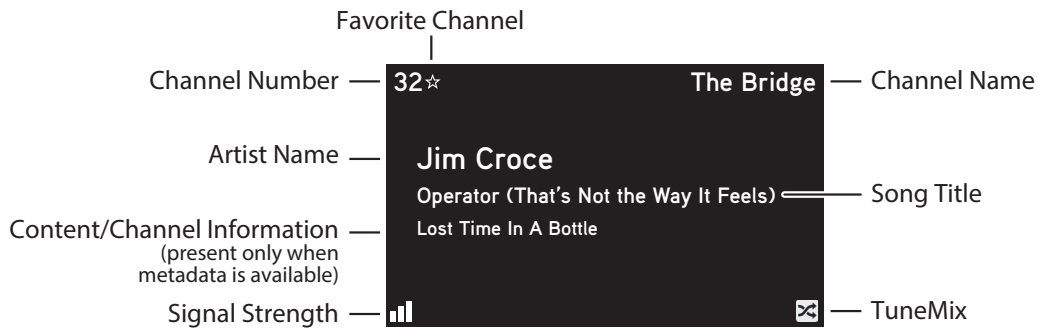 Favorite Channel
Channel Number
32☆
The Bridge
Channel Name
Artist Name
Jim Croce
Operator (That's Not the Way It Feels)
Song Title
Content/Channel Information
(present only when
metadata is available)
Lost Time In A Bottle
Signal Strength
TuneMix